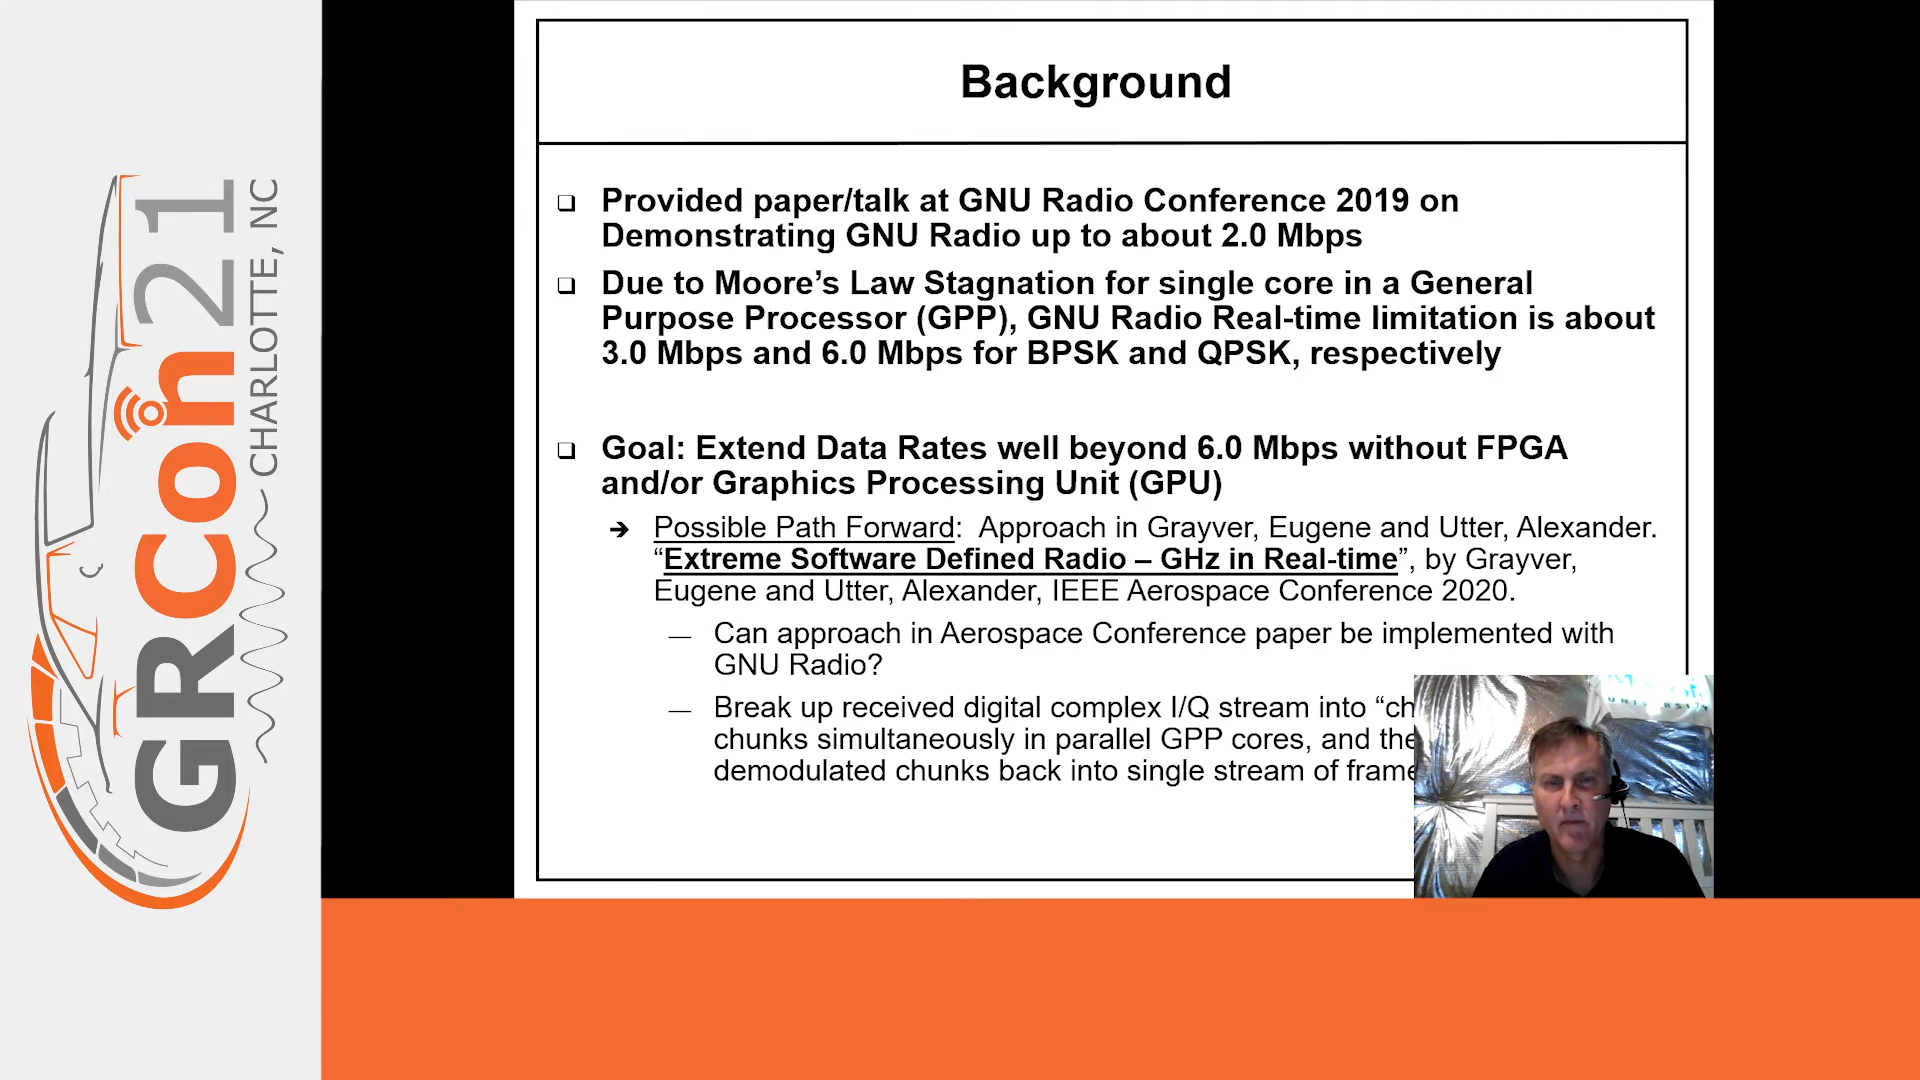 GRCon21
CHARLOTTE, NC
Background
Provided paper/talk at GNU Radio Conference 2019 on
Demonstrating GNU Radio up to about 2.0 Mbps
Due to Moore’s Law Stagnation for single core in a General
Purpose Processor (GPP), GNU Radio Real-time limitation is about
3.0 Mbps and 6.0 Mbps for BPSK and QPSK, respectively
Goal: Extend Data Rates well beyond 6.0 Mbps without FPGA
and/or Graphics Processing Unit (GPU)
Possible Path Forward: Approach in Grayver, Eugene and Utter, Alexander.
“Extreme Software Defined Radio – GHz in Real-time”, by Grayver,
Eugene and Utter, Alexander, IEEE Aerospace Conference 2020.
Can approach in Aerospace Conference paper be implemented with
GNU Radio?
Break up received digital complex I/Q stream into
chunks simultaneously in parallel GPP cores, and
demodulated chunks back into single stream of